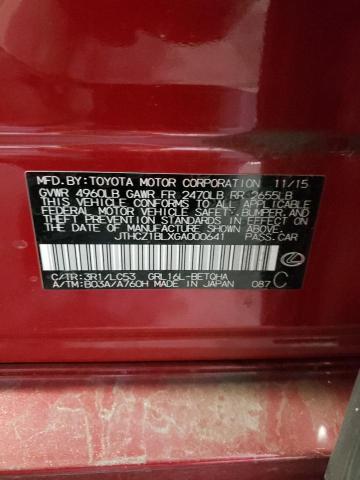 MFD. BY: TOYOTA MOTOR CORPORATION 11/15
GVWR 4960LB GAWR FR 2470LB RR 2655LB
THIS VEHICLE CONFORMS TO ALL APPLICABLE
FEDERAL MOTOR VEHICLE SAFETY, BUMPER, AND
THEFT PREVENTION STANDARDS IN EFFECT ON
THE DATE OF MANUFACTURE SHOWN ABOVE.
JTHCZ1BLXGA000641 PASS. CAR
C/TR: 3R1/LC53 GRL16L-BETQHA
A/TM: B03A/A760H MADE IN JAPAN 087 C